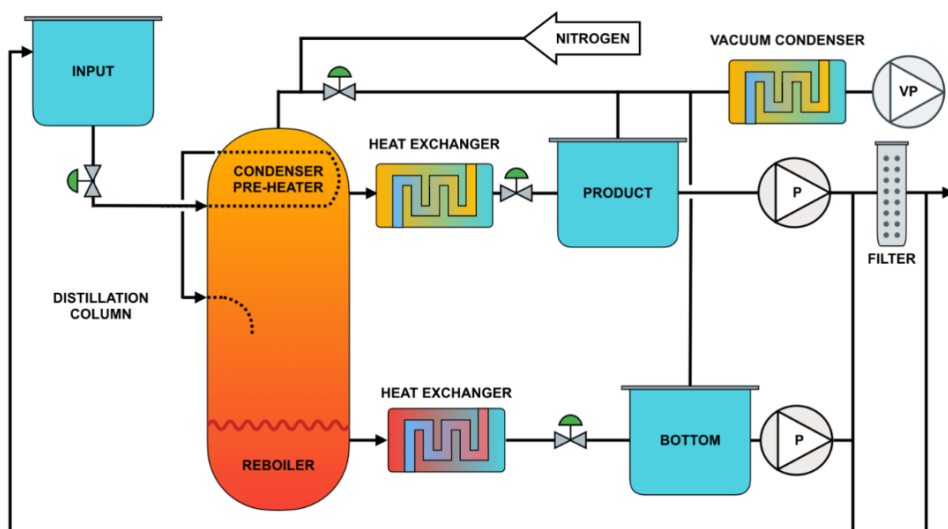 INPUT
NITROGEN
VACUUM CONDENSER
VP
HEAT EXCHANGER
CONDENSER
PRE-HEATER
PRODUCT
P
FILTER
DISTILLATION
COLUMN
HEAT EXCHANGER
REBOILER
BOTTOM
P